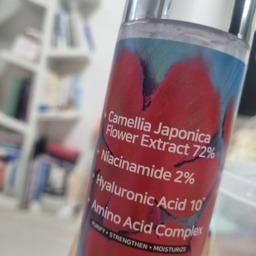 • Camellia Japonica
Flower Extract 72%
• Niacinamide 2%
• Hyaluronic Acid 10*
• Amino Acid Complex
PURIFY • STRENGTHEN • MOISTURIZE